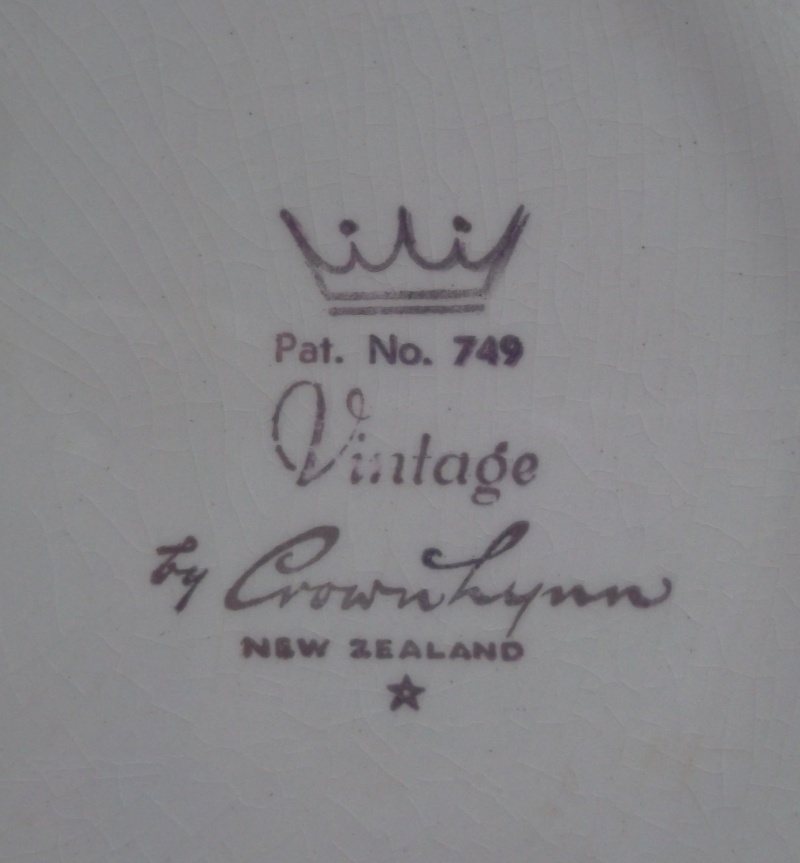 Pat. No. 749
Vintage
by Crown Lynn
NEW ZEALAND